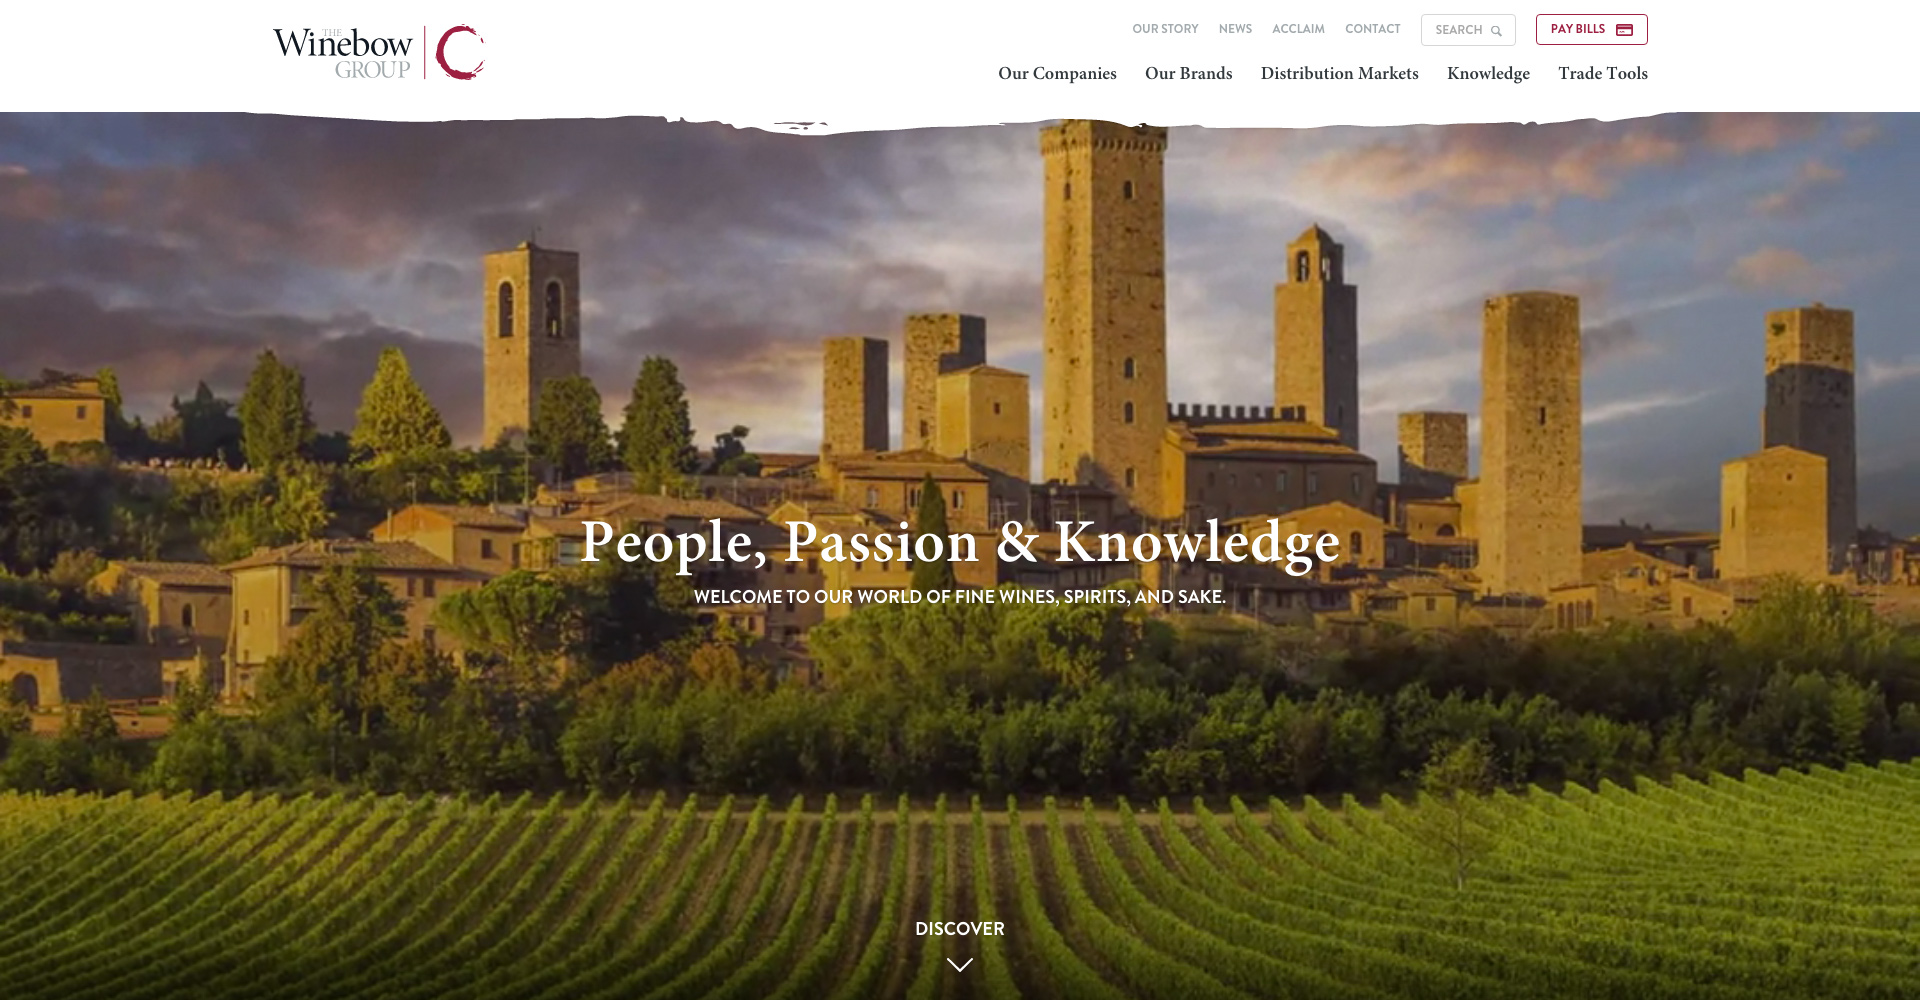 THE
Winebow
GROUP
OUR STORY NEWS ACCLAIM CONTACT SEARCH PAY BILLS
Our Companies Our Brands Distribution Markets Knowledge Trade Tools
People, Passion & Knowledge
WELCOME TO OUR WORLD OF FINE WINES, SPIRITS, AND SAKE.
DISCOVER